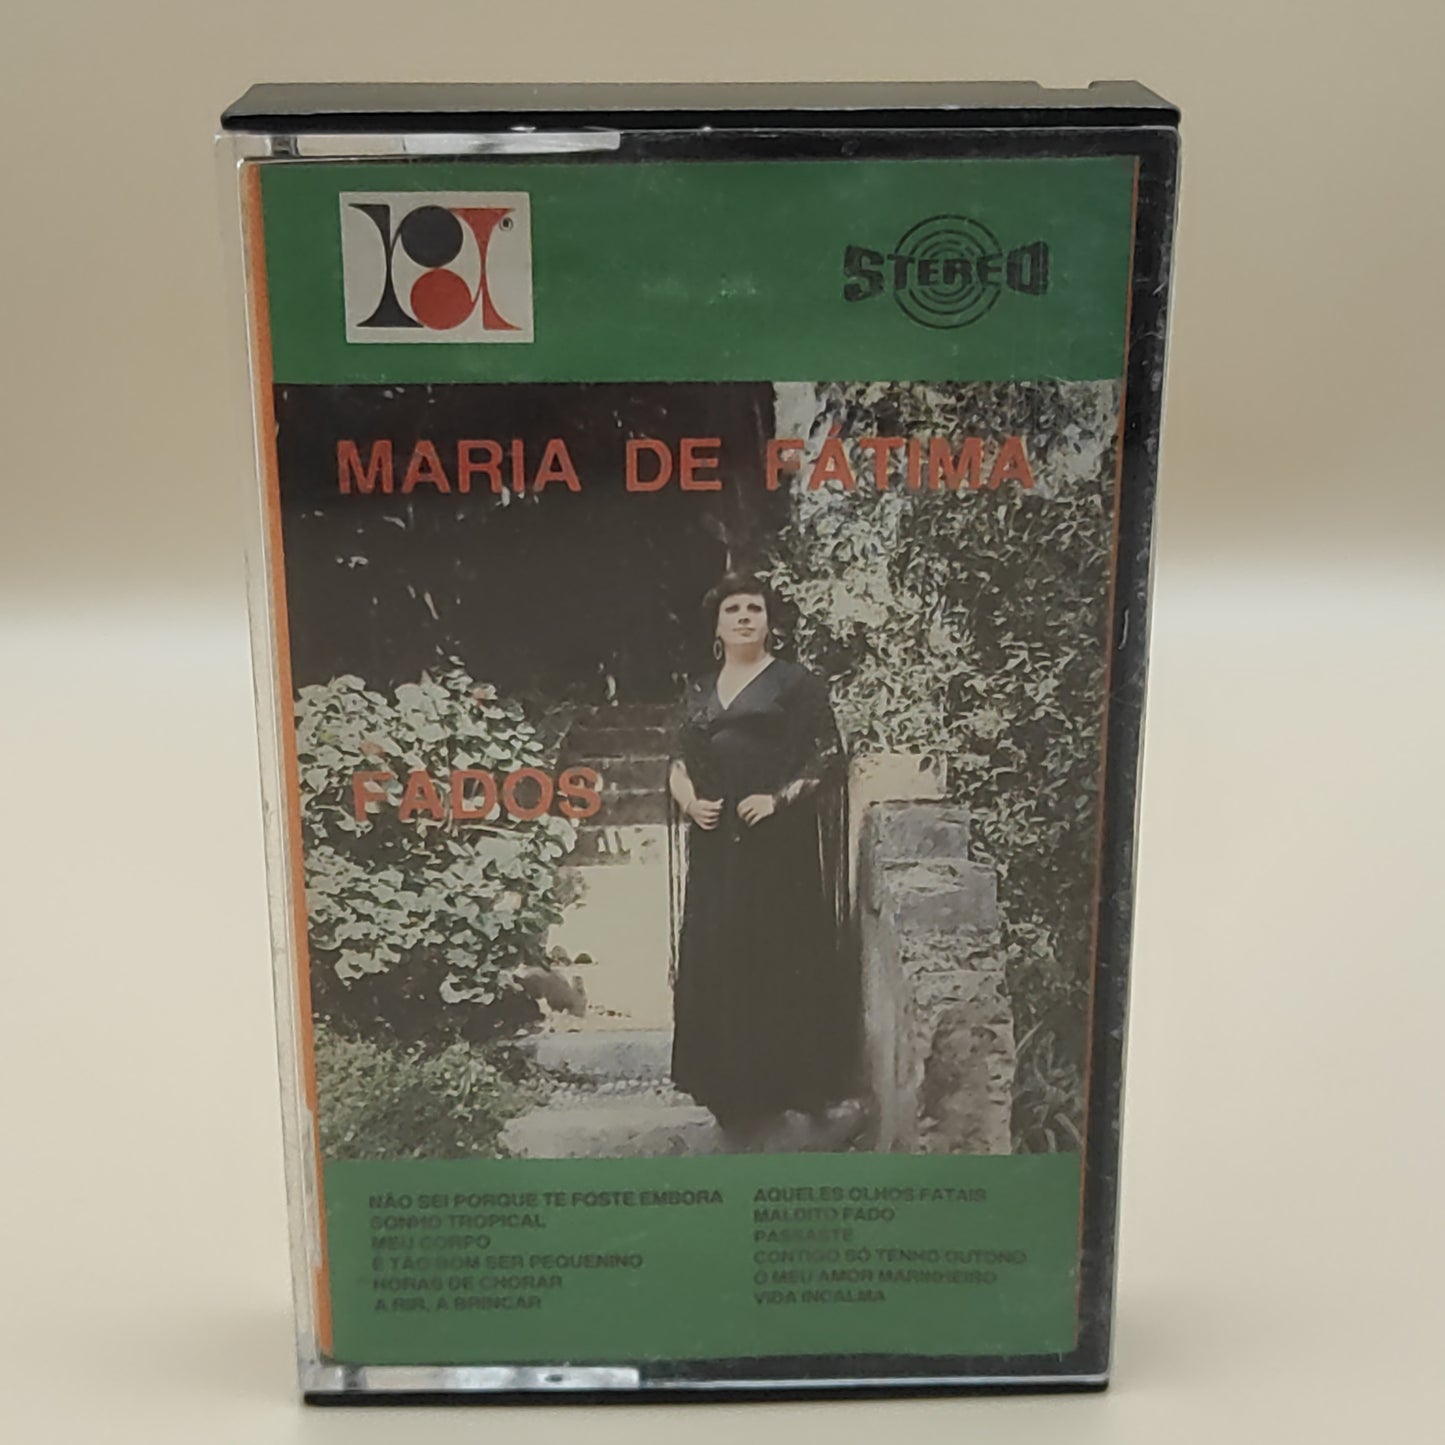 STEREO
MARIA DE FÁTIMA
FADOS
NÃO SEI PORQUE TE FOSTE EMBORA
SONHO TROPICAL
MEU CORPO
É TÃO BOM SER PEQUENINO
HORAS DE CHORAR
A RIR, A BRINCAR
AQUELES OLHOS FATAIS
MALDITO FADO
PASSASTE
CONTIGO SÓ TENHO OUTONO
O MEU AMOR MARINHEIRO
VIDA INCALMA